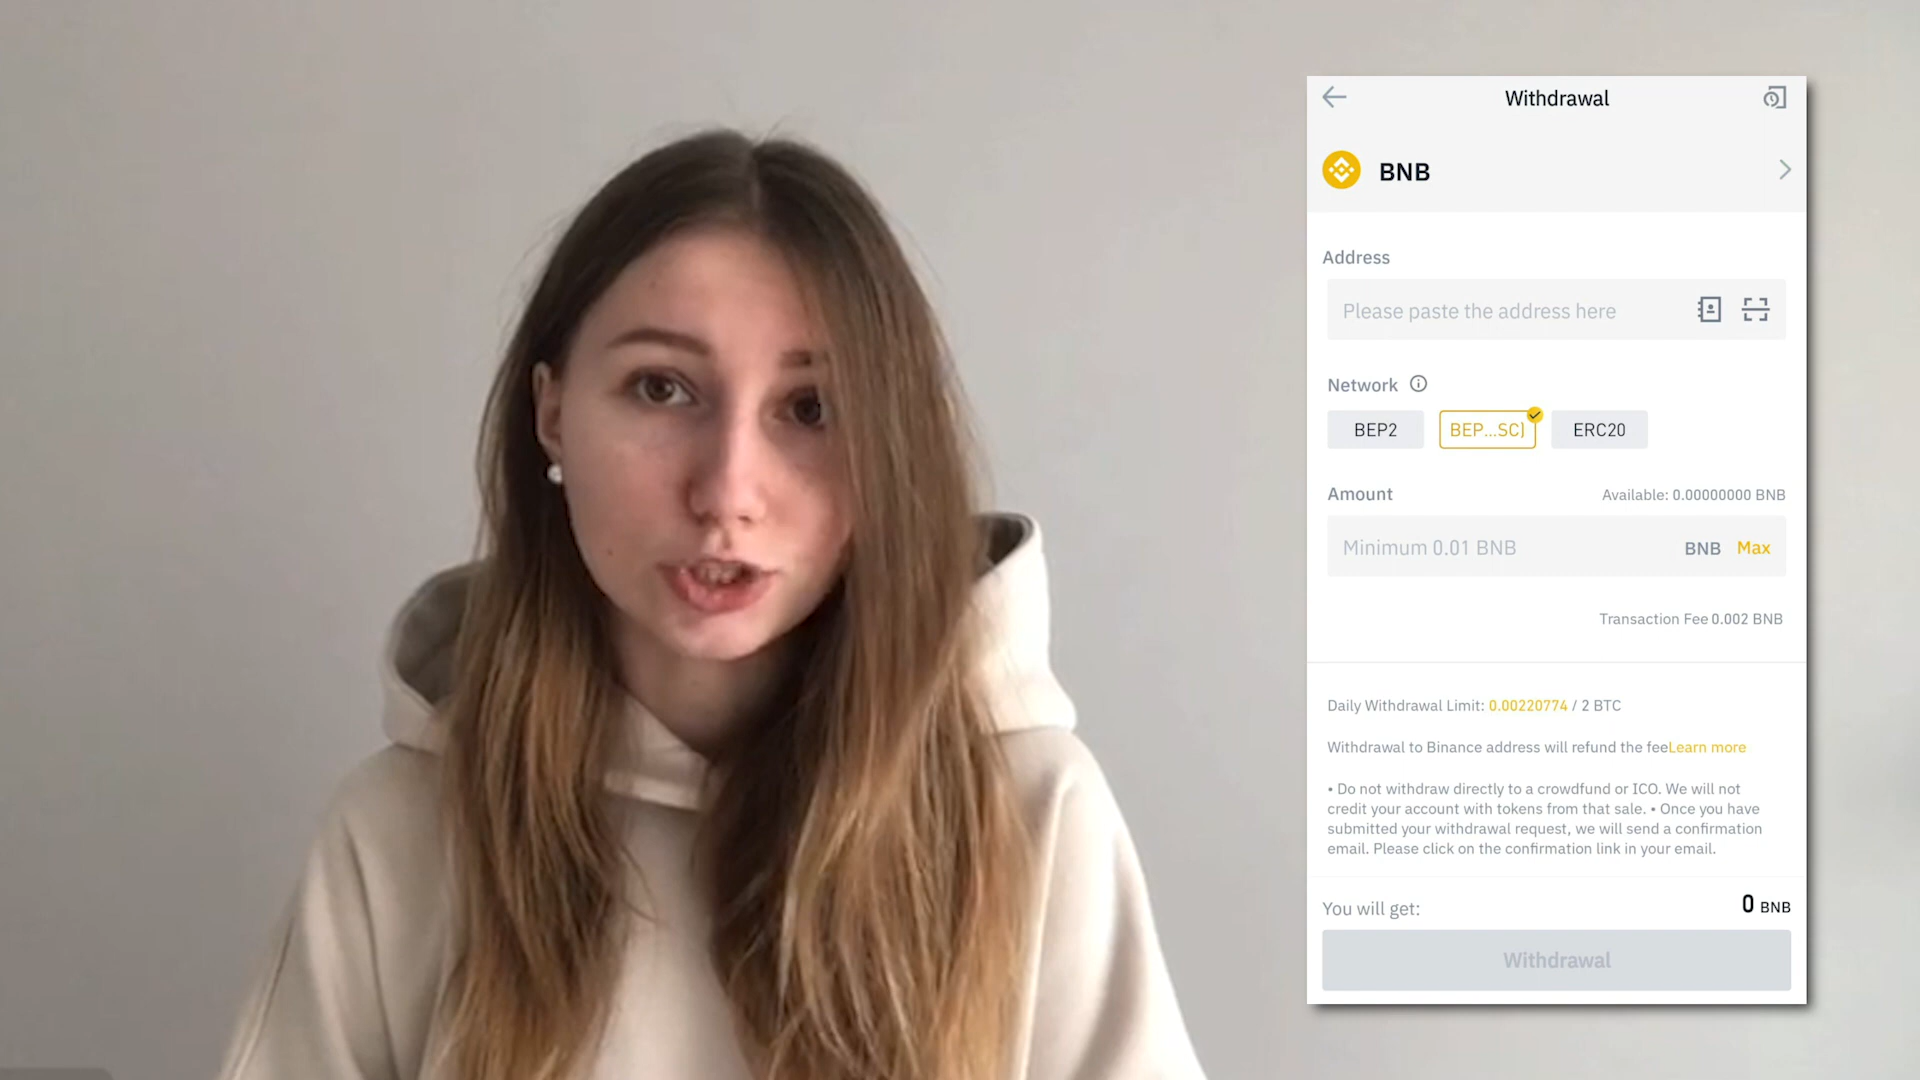 Withdrawal
BNB
Address
Please paste the address here
Network
BEP2
BEP...SC)
ERC20
Amount
Available: 0.00000000 BNB
Minimum 0.01 BNB
BNB
Max
Transaction Fee 0.002 BNB
Daily Withdrawal Limit: 0.00220774 / 2 BTC
Withdrawal to Binance address will refund the feeLearn more
• Do not withdraw directly to a crowdfund or ICO. We will not
credit your account with tokens from that sale. • Once you have
submitted your withdrawal request, we will send a confirmation
email. Please click on the confirmation link in your email.
You will get:
0 BNB
Withdrawal